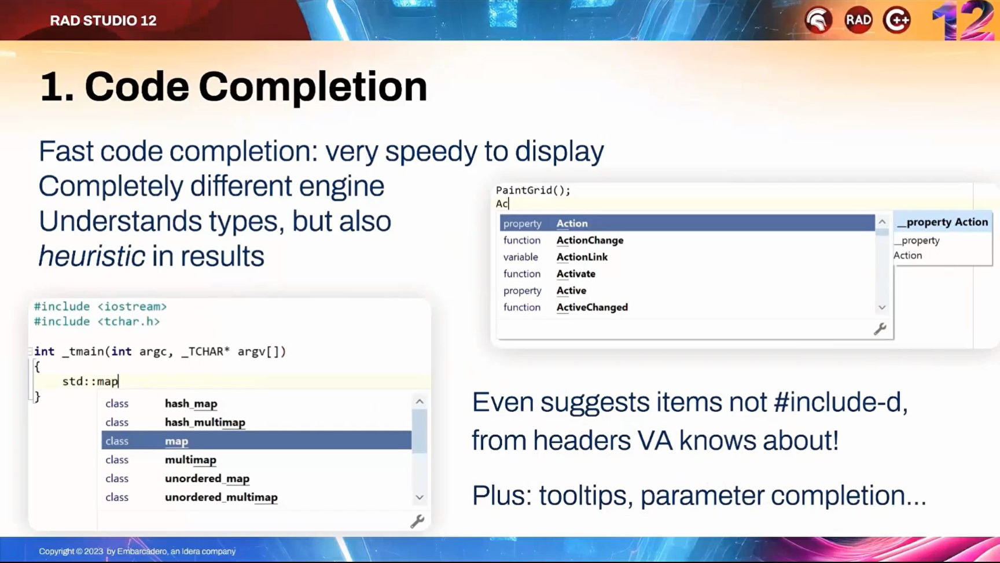 RAD STUDIO 12
RAD
C++
12
1. Code Completion
Fast code completion: very speedy to display
Completely different engine
Understands types, but also
heuristic in results
PaintGrid();
Ac
property Action
function ActionChange
variable ActionLink
function Activate
property Active
function ActiveChanged
__property Action
__property
Action
#include <iostream>
#include <tchar.h>
int _tmain(int argc, _TCHAR* argv[])
{
std::map
}
class hash_map
class hash_multimap
class map
class multimap
class unordered_map
class unordered_multimap
Even suggests items not #include-d,
from headers VA knows about!
Plus: tooltips, parameter completion...
Copyright © 2023 by Embarcadero, an Idera company